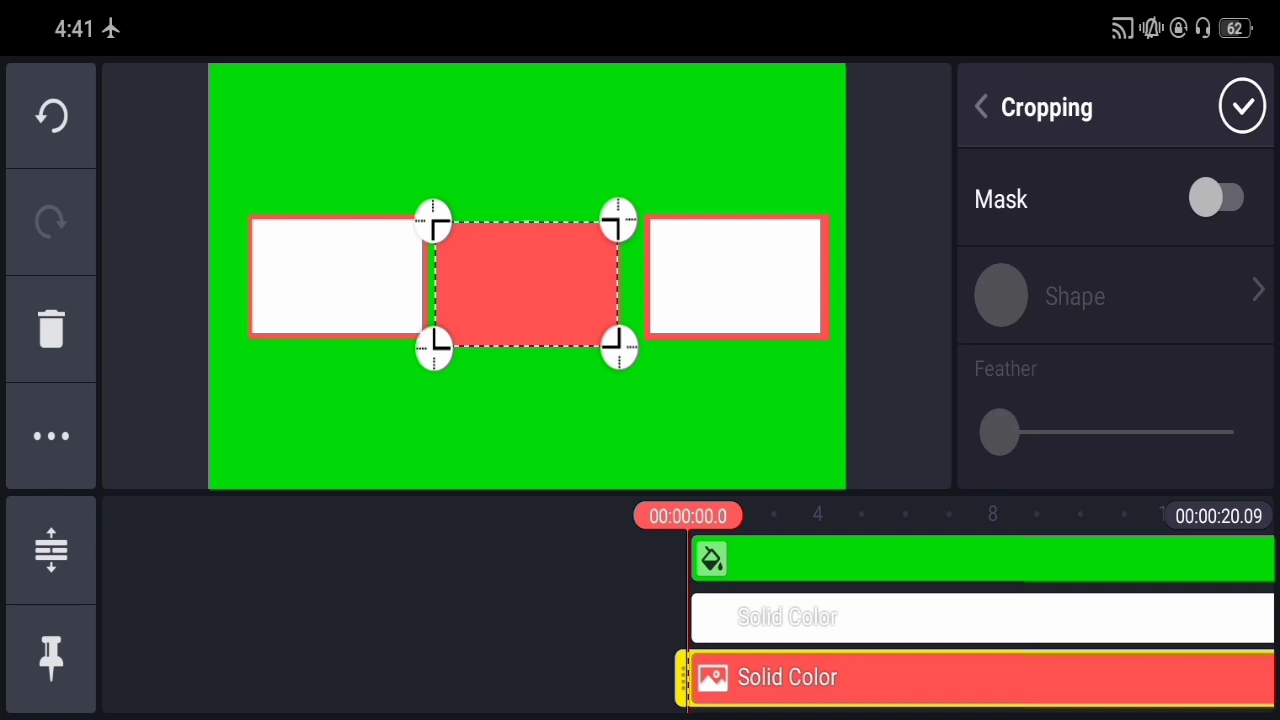 4:41
62
Cropping
Mask
Shape
Feather
00:00:00.0
4
8
00:00:20.09
Solid Color
Solid Color